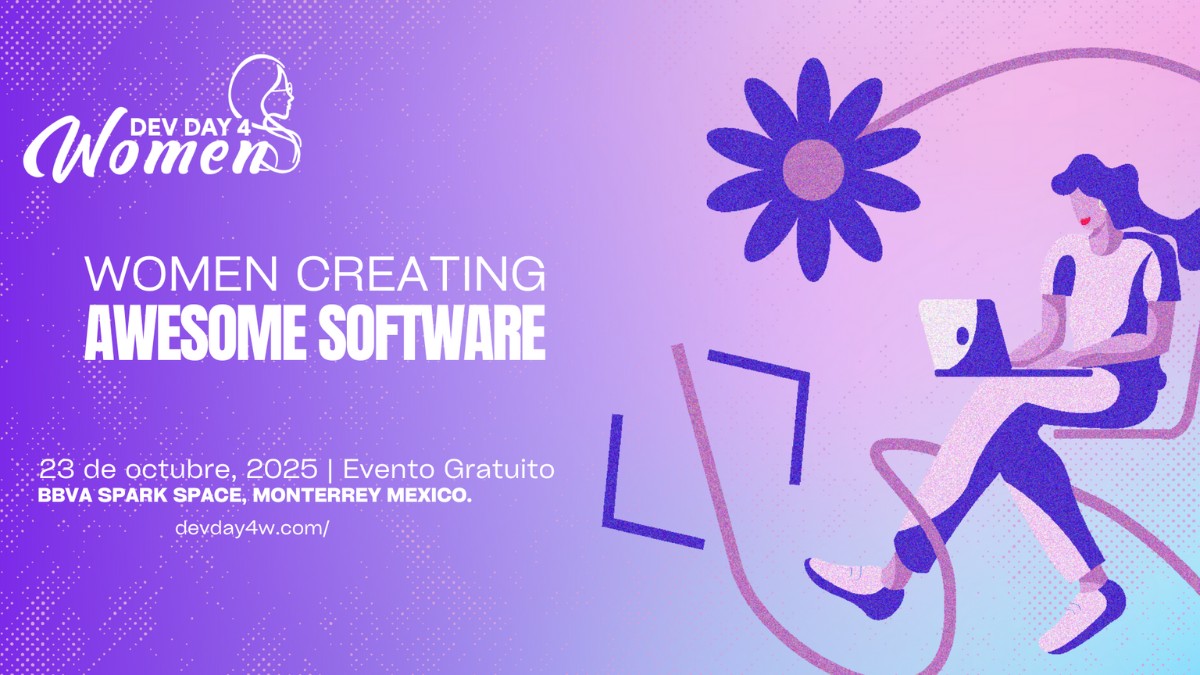 DEV DAY 4
Women
WOMEN CREATING
AWESOME SOFTWARE
23 de octubre, 2025 | Evento Gratuito
BBVA SPARK SPACE, MONTERREY MEXICO.
devday4w.com/